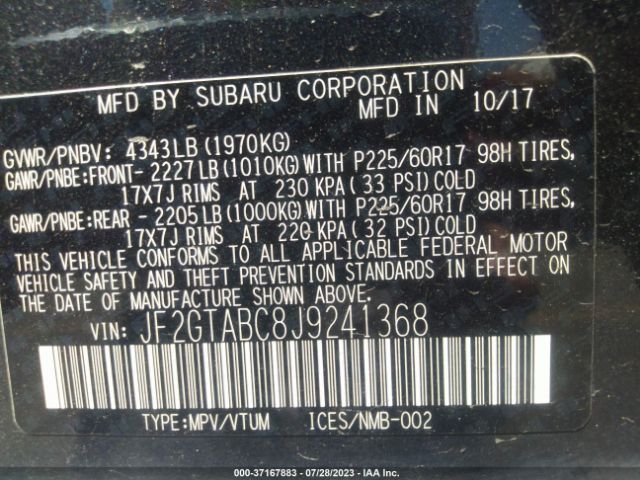 MFD BY SUBARU CORPORATION
MFD IN 10/17
GVWR/PNBV: 4343LB(1970KG)
GAWR/PNBE:FRONT- 2227LB(1010KG)WITH P225/60R17 98H TIRES,
17X7J RIMS AT 230 KPA(33 PSI)COLD
GAWR/PNBE:REAR - 2205LB(1000KG)WITH P225/60R17 98H TIRES,
17X7J RIMS AT 220 KPA(32 PSI)COLD
THIS VEHICLE CONFORMS TO ALL APPLICABLE FEDERAL MOTOR
VEHICLE SAFETY AND THEFT PREVENTION STANDARDS IN EFFECT ON
THE DATE OF MANUFACTURE SHOWN ABOVE.
VIN: JF2GTABC8J9241368
TYPE:MPV/VTUM ICES/NMB-002
000-37167883 / 07/28/2023 / IAA Inc.